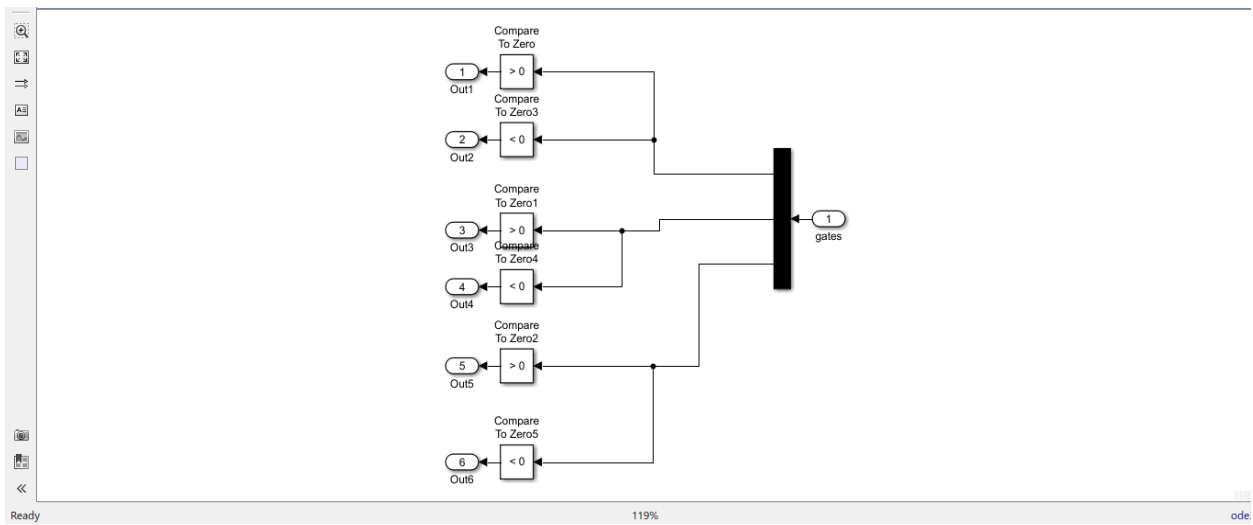 Compare
To Zero
> 0
1
Out1
Compare
To Zero3
< 0
2
Out2
Compare
To Zero1
> 0
3
Out3
Compare
To Zero4
< 0
4
Out4
1
gates
Compare
To Zero2
> 0
5
Out5
Compare
To Zero5
< 0
6
Out6
Ready
119%